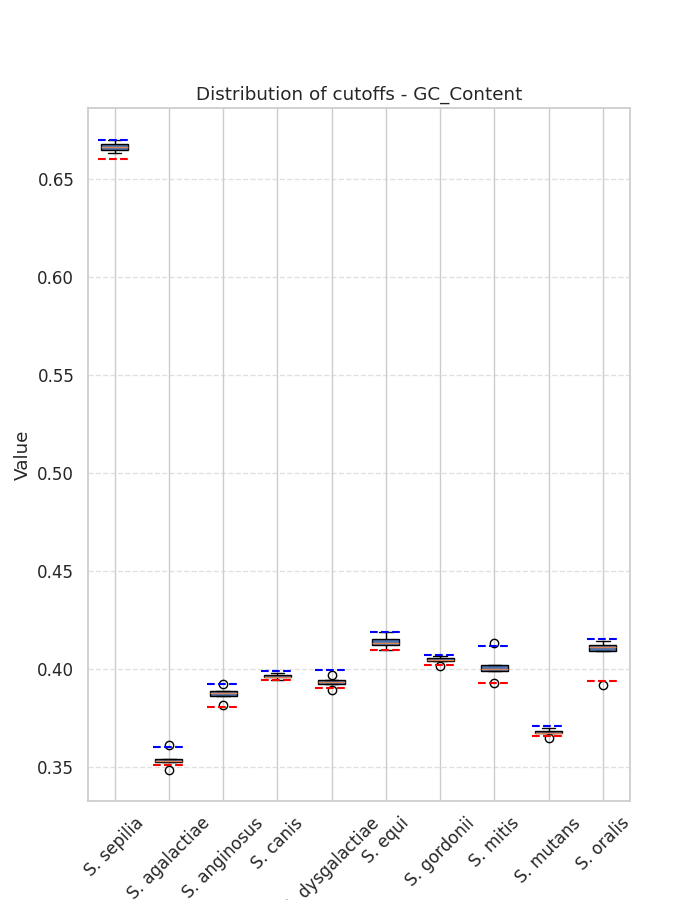 Distribution of cutoffs - GC_Content
Value
0.65
0.60
0.55
0.50
0.45
0.40
0.35
S. sepilia
S. agalactiae
S. anginosus
S. canis
. dysgalactiae
S. equi
S. gordonii
S. mitis
S. mutans
S. oralis